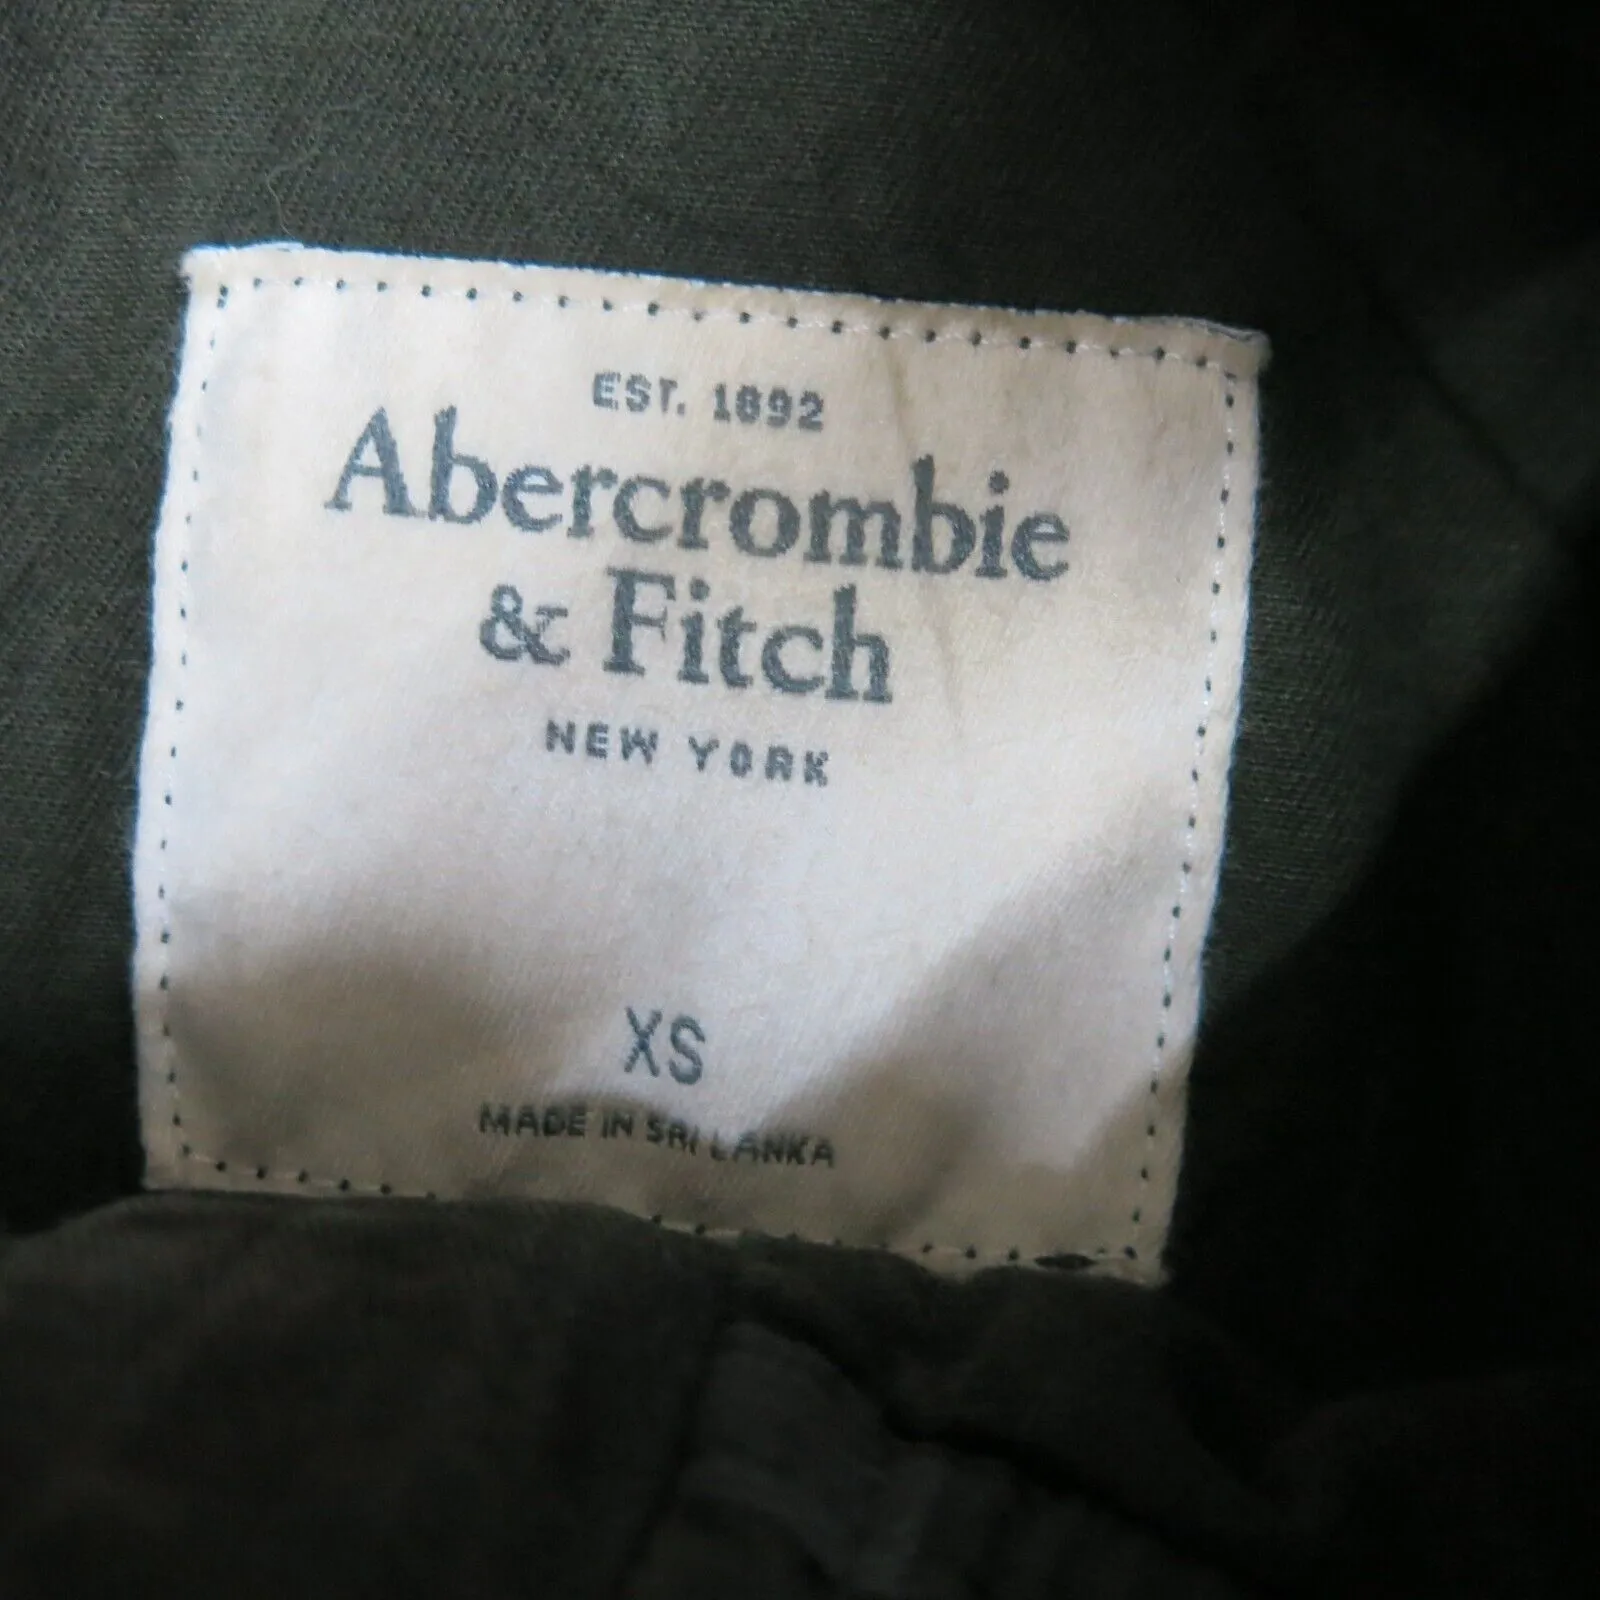 EST. 1892
Abercrombie
& Fitch
NEW YORK
XS
MADE IN SRI LANKA